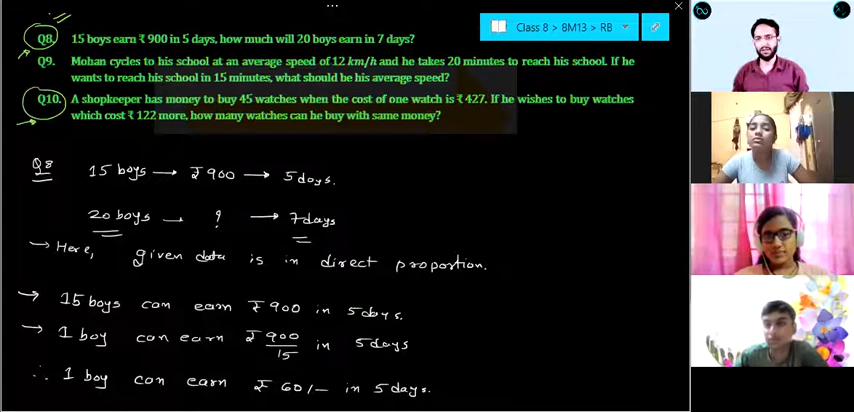 Class 8 > 8M13 > RB
Q8. 15 boys earn ₹ 900 in 5 days, how much will 20 boys earn in 7 days?
Q9. Mohan cycles to his school at an average speed of 12 km/h and he takes 20 minutes to reach his school. If he
wants to reach his school in 15 minutes, what should be his average speed?
Q10. A shopkeeper has money to buy 45 watches when the cost of one watch is ₹ 427. If he wishes to buy watches
which cost ₹ 122 more, how many watches can he buy with same money?
Q8 15 boys → ₹ 900 → 5 days.
20 boys — ? → 7 days
→ Here, given data is in direct proportion.
→ 15 boys can earn ₹ 900 in 5 days.
→ 1 boy can earn ₹ 900/15 in 5 days
∴ 1 boy can earn ₹ 60/— in 5 days.